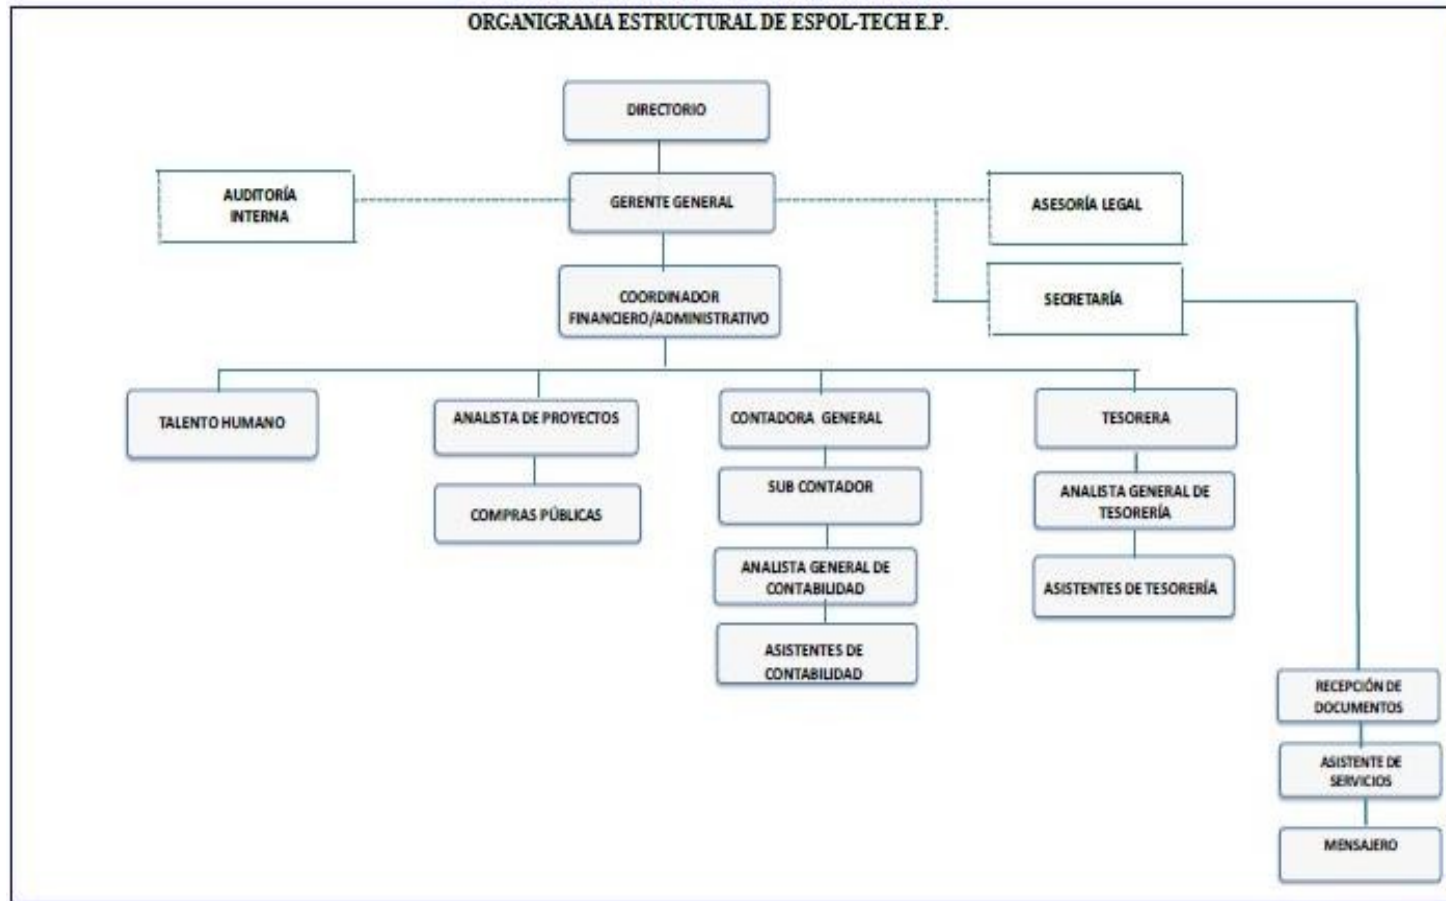 ORGANIGRAMA ESTRUCTURAL DE ESPOL-TECH E.P.
DIRECTORIO
AUDITORÍA
INTERNA
GERENTE GENERAL
ASESORÍA LEGAL
COORDINADOR
FINANCIERO/ADMINISTRATIVO
SECRETARÍA
TALENTO HUMANO
ANALISTA DE PROYECTOS
CONTADORA GENERAL
TESORERA
COMPRAS PÚBLICAS
SUB CONTADOR
ANALISTA GENERAL DE
TESORERÍA
ANALISTA GENERAL DE
CONTABILIDAD
ASISTENTES DE TESORERÍA
ASISTENTES DE
CONTABILIDAD
RECEPCIÓN DE
DOCUMENTOS
ASISTENTE DE
SERVICIOS
MENSAJERO